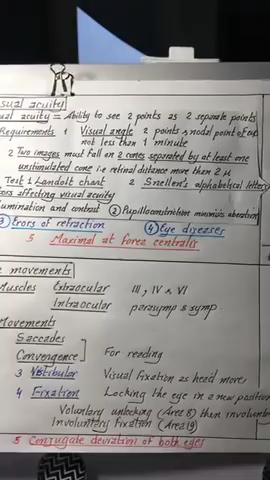 sual acuity
ual acuity = Ability to see 2 points as 2 separate points
Requirements 1 Visual angle 2 points & nodal point of eye
not less than 1 minute
2 Two images must fall on 2 cones separated by at least one
unstimulated cone i.e retinal distance more than 2 μ
Test 1 Landolt chart 2 Snellen's alphabetical letters
tors affecting visual acuity
umination and contrast ② Pupilloconstriction minimizes aberration
③ Erors of refraction ④ Eye diseases
5 Maximal at forea centralis
e movements
Muscles Extraocular III, IV & VI
Intraocular parasymp & symp
Movements
Saccades
Convergence For reading
3 Vestibular Visual Fixation as head moves
4 Fixation Locking the eye in a new position
Voluntary unlocking (Area 8) then involunt
Involuntary fixation (Area 19)
5 Conjugate deviation of both eyes